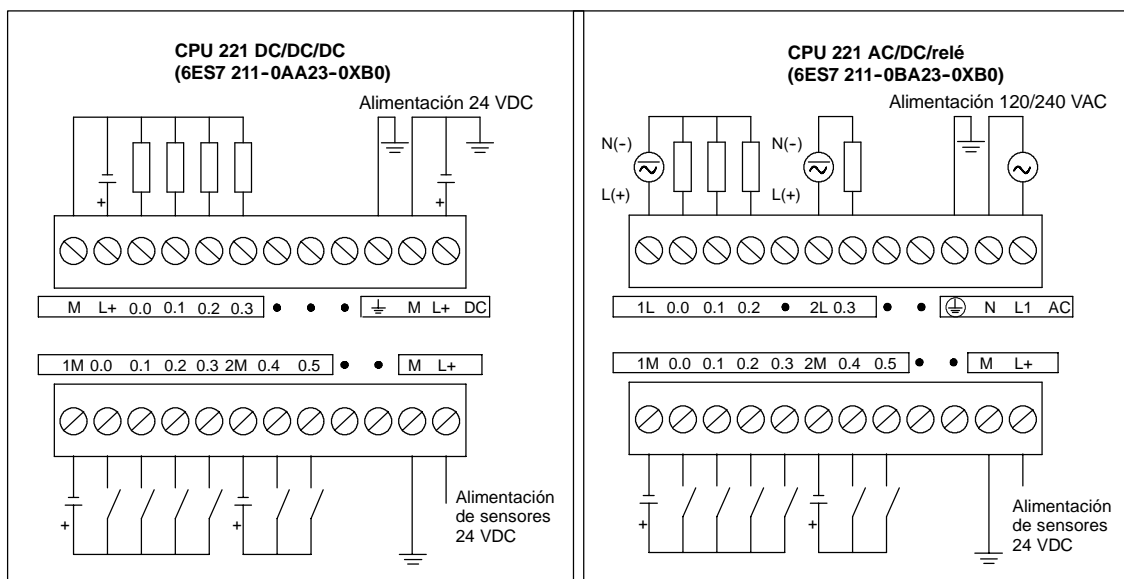 CPU 221 DC/DC/DC
(6ES7 211-0AA23-0XB0)
Alimentación 24 VDC
+
+
M L+ 0.0 0.1 0.2 0.3 • • • ⏚ M L+ DC
1M 0.0 0.1 0.2 0.3 2M 0.4 0.5 • • M L+
+
+
Alimentación
de sensores
24 VDC
CPU 221 AC/DC/relé
(6ES7 211-0BA23-0XB0)
Alimentación 120/240 VAC
N(-)
N(-)
L(+)
L(+)
1L 0.0 0.1 0.2 • 2L 0.3 • • ⏚ N L1 AC
1M 0.0 0.1 0.2 0.3 2M 0.4 0.5 • • M L+
+
+
Alimentación
de sensores
24 VDC